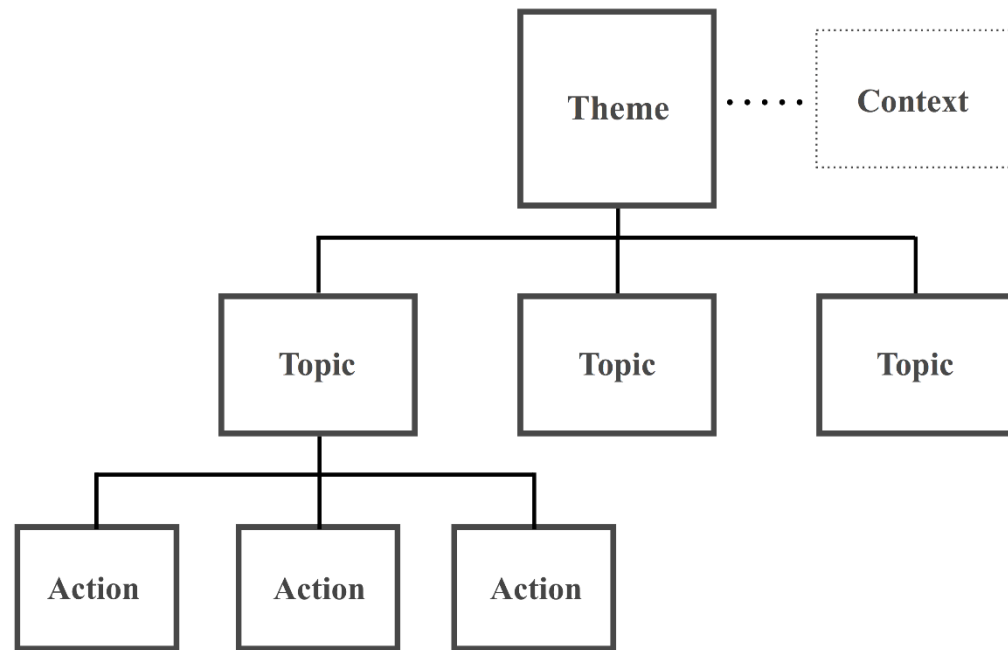 Theme
Context
Topic
Topic
Topic
Action
Action
Action